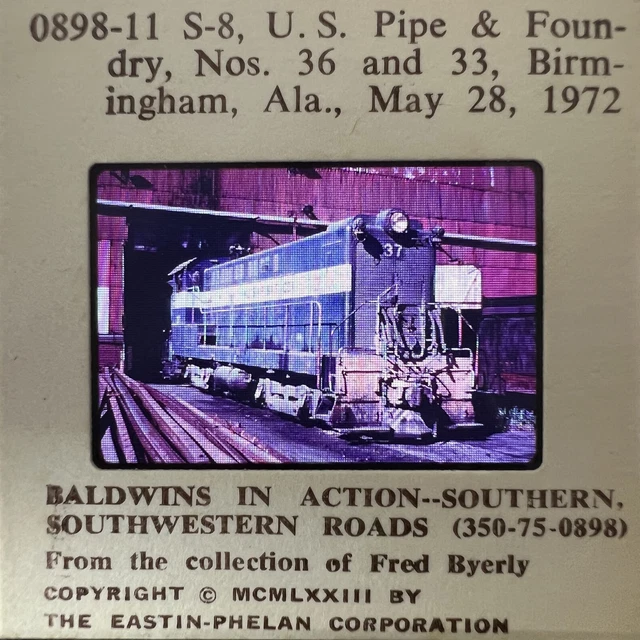 0898-11 S-8, U.S. Pipe & Foun-
dry, Nos. 36 and 33, Birm-
ingham, Ala., May 28, 1972
37
BALDWINS IN ACTION--SOUTHERN,
SOUTHWESTERN ROADS (350-75-0898)
From the collection of Fred Byerly
COPYRIGHT © MCMLXXIII BY
THE EASTIN-PHELAN CORPORATION